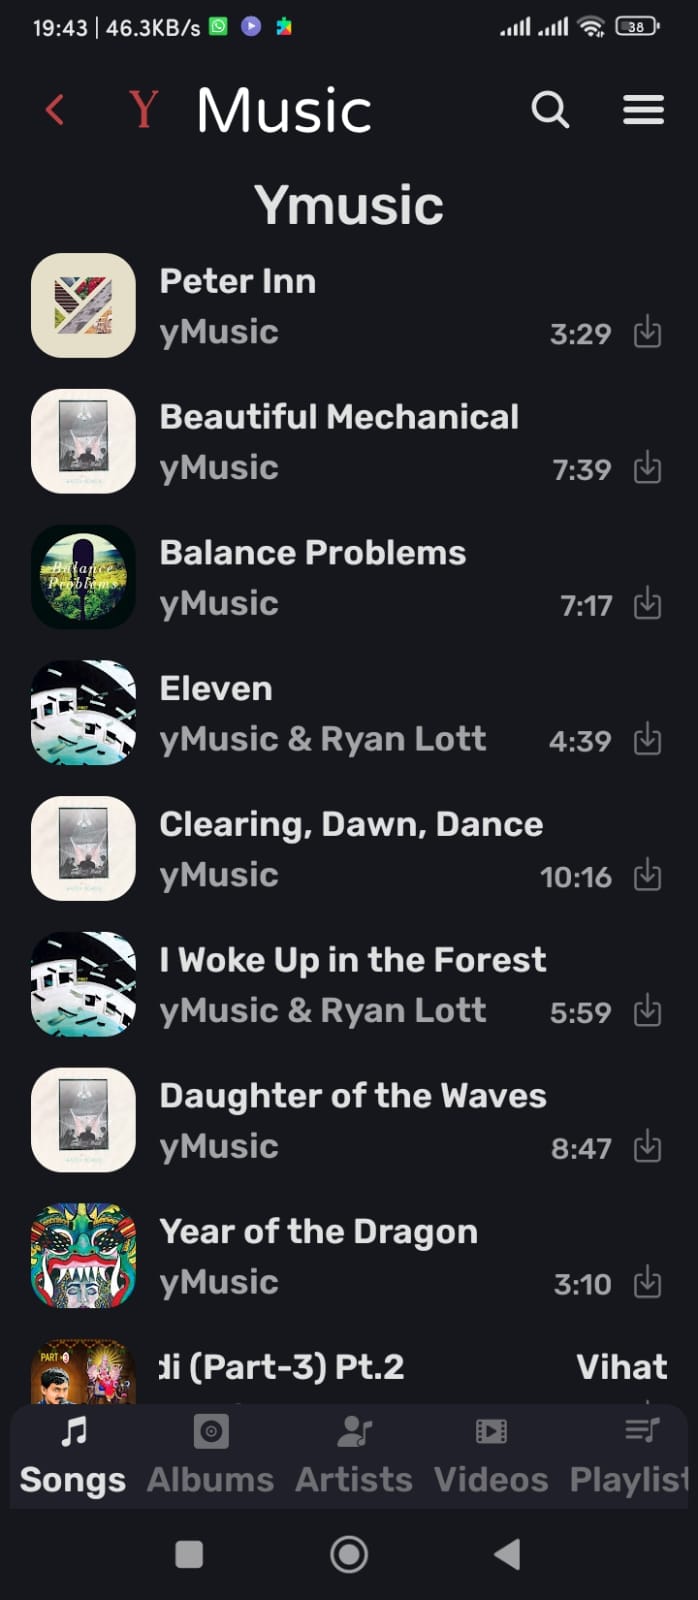 19:43 | 46.3KB/s
38
Y Music
Ymusic
Peter Inn
yMusic
3:29
Beautiful Mechanical
yMusic
7:39
Balance Problems
Balance Problems
yMusic
7:17
Eleven
yMusic & Ryan Lott
4:39
Clearing, Dawn, Dance
yMusic
10:16
I Woke Up in the Forest
yMusic & Ryan Lott
5:59
Daughter of the Waves
yMusic
8:47
Year of the Dragon
yMusic
3:10
PART - 3
di (Part-3) Pt.2 Vihat
Songs Albums Artists Videos Playlist